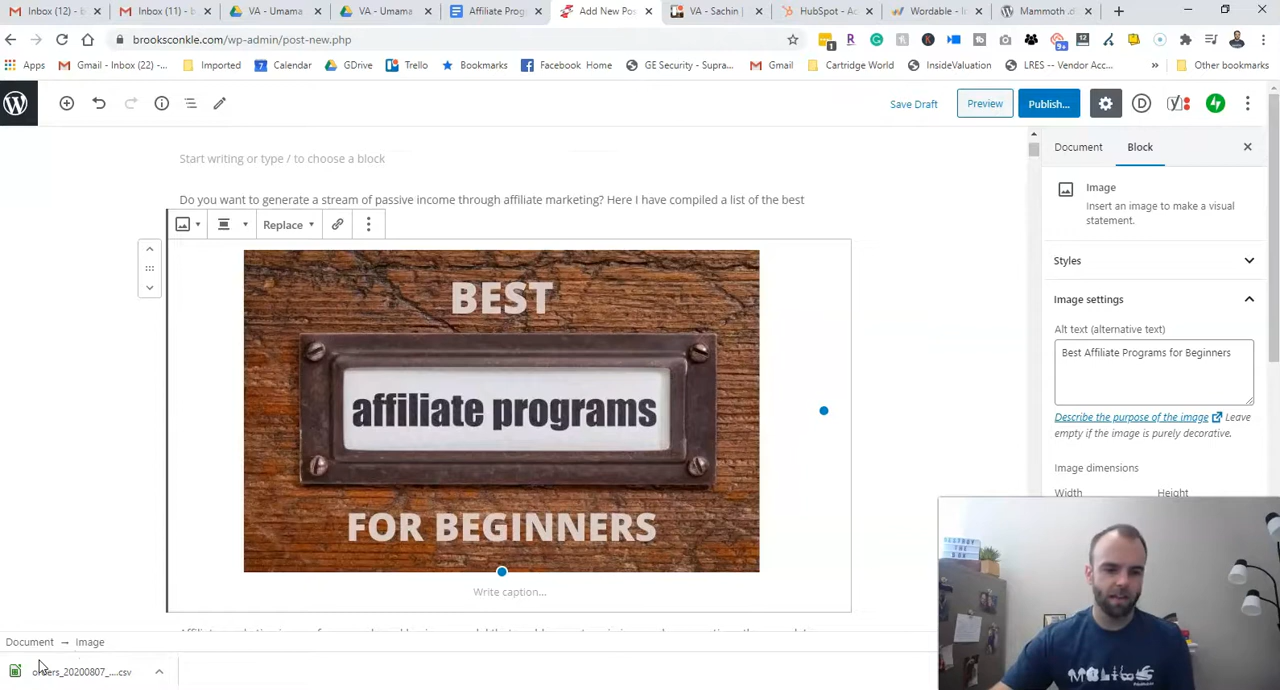 Inbox (12) - b
Inbox (11) - b
VA - Umama
VA - Umama
Affiliate Prog
Add New Pos
VA - Sachin |
HubSpot - Ac
Wordable - I
Mammoth .d
brooksconkle.com/wp-admin/post-new.php
Apps
Gmail - Inbox (22) -...
Imported
Calendar
GDrive
Trello
Bookmarks
Facebook Home
GE Security - Supra...
Gmail
Cartridge World
InsideValuation
LRES -- Vendor Acc...
Other bookmarks
Save Draft
Preview
Publish...
Start writing or type / to choose a block
Do you want to generate a stream of passive income through affiliate marketing? Here I have compiled a list of the best
Replace
BEST
affiliate programs
FOR BEGINNERS
Write caption...
Document
Block
Image
Insert an image to make a visual
statement.
Styles
Image settings
Alt text (alternative text)
Best Affiliate Programs for Beginners
Describe the purpose of the image Leave
empty if the image is purely decorative.
Image dimensions
Width
Height
Document → Image
orders_20200807_....csv